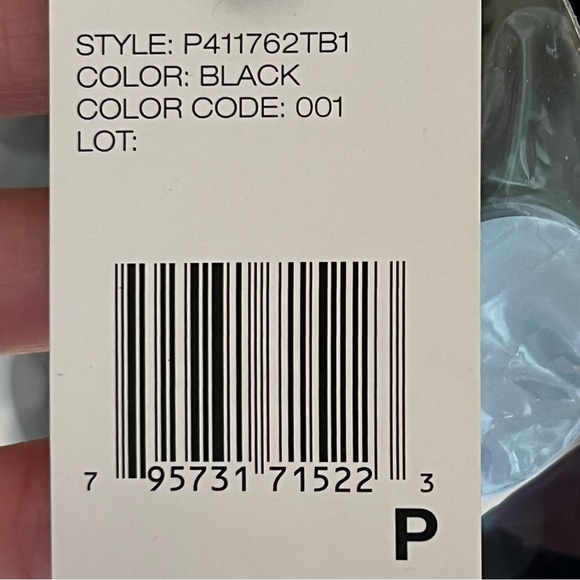 STYLE: P411762TB1
COLOR: BLACK
COLOR CODE: 001
LOT:
7 95731 71522 3
P